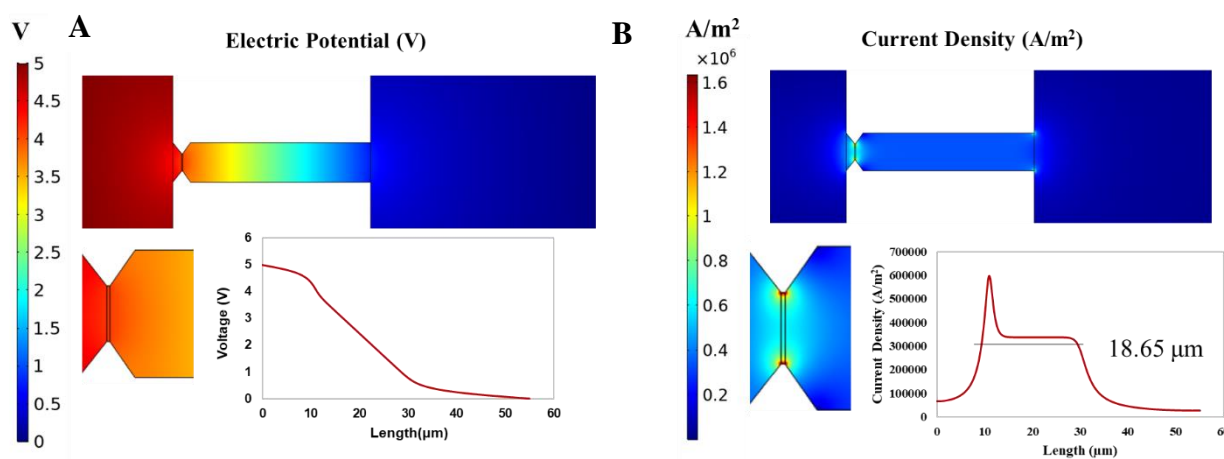 V
A
Electric Potential (V)
5
4.5
4
3.5
3
2.5
2
1.5
1
0.5
0
6
5
4
3
2
1
0
Voltage (V)
0 10 20 30 40 50 60
Length(µm)
B
A/m²
×10⁶
Current Density (A/m²)
1.6
1.4
1.2
1
0.8
0.6
0.4
0.2
700000
600000
500000
400000
300000
200000
100000
0
Current Density (A/m²)
18.65 µm
0 10 20 30 40 50 60
Length (µm)